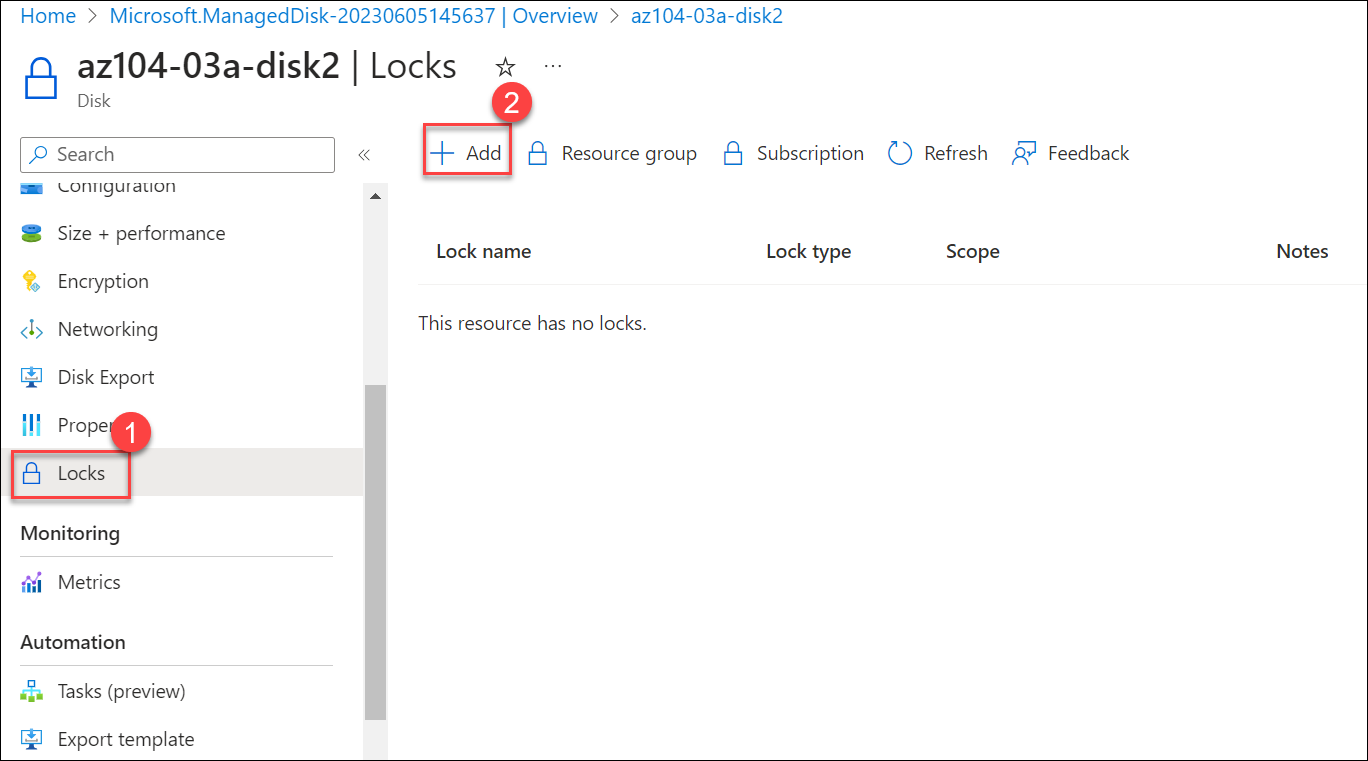 Home > Microsoft.ManagedDisk-20230605145637 | Overview > az104-03a-disk2
az104-03a-disk2 | Locks
Disk
2
Search
Add
Resource group
Subscription
Refresh
Feedback
Configuration
Size + performance
Encryption
Networking
Disk Export
Proper
1
Locks
Monitoring
Metrics
Automation
Tasks (preview)
Export template
Lock name
Lock type
Scope
Notes
This resource has no locks.